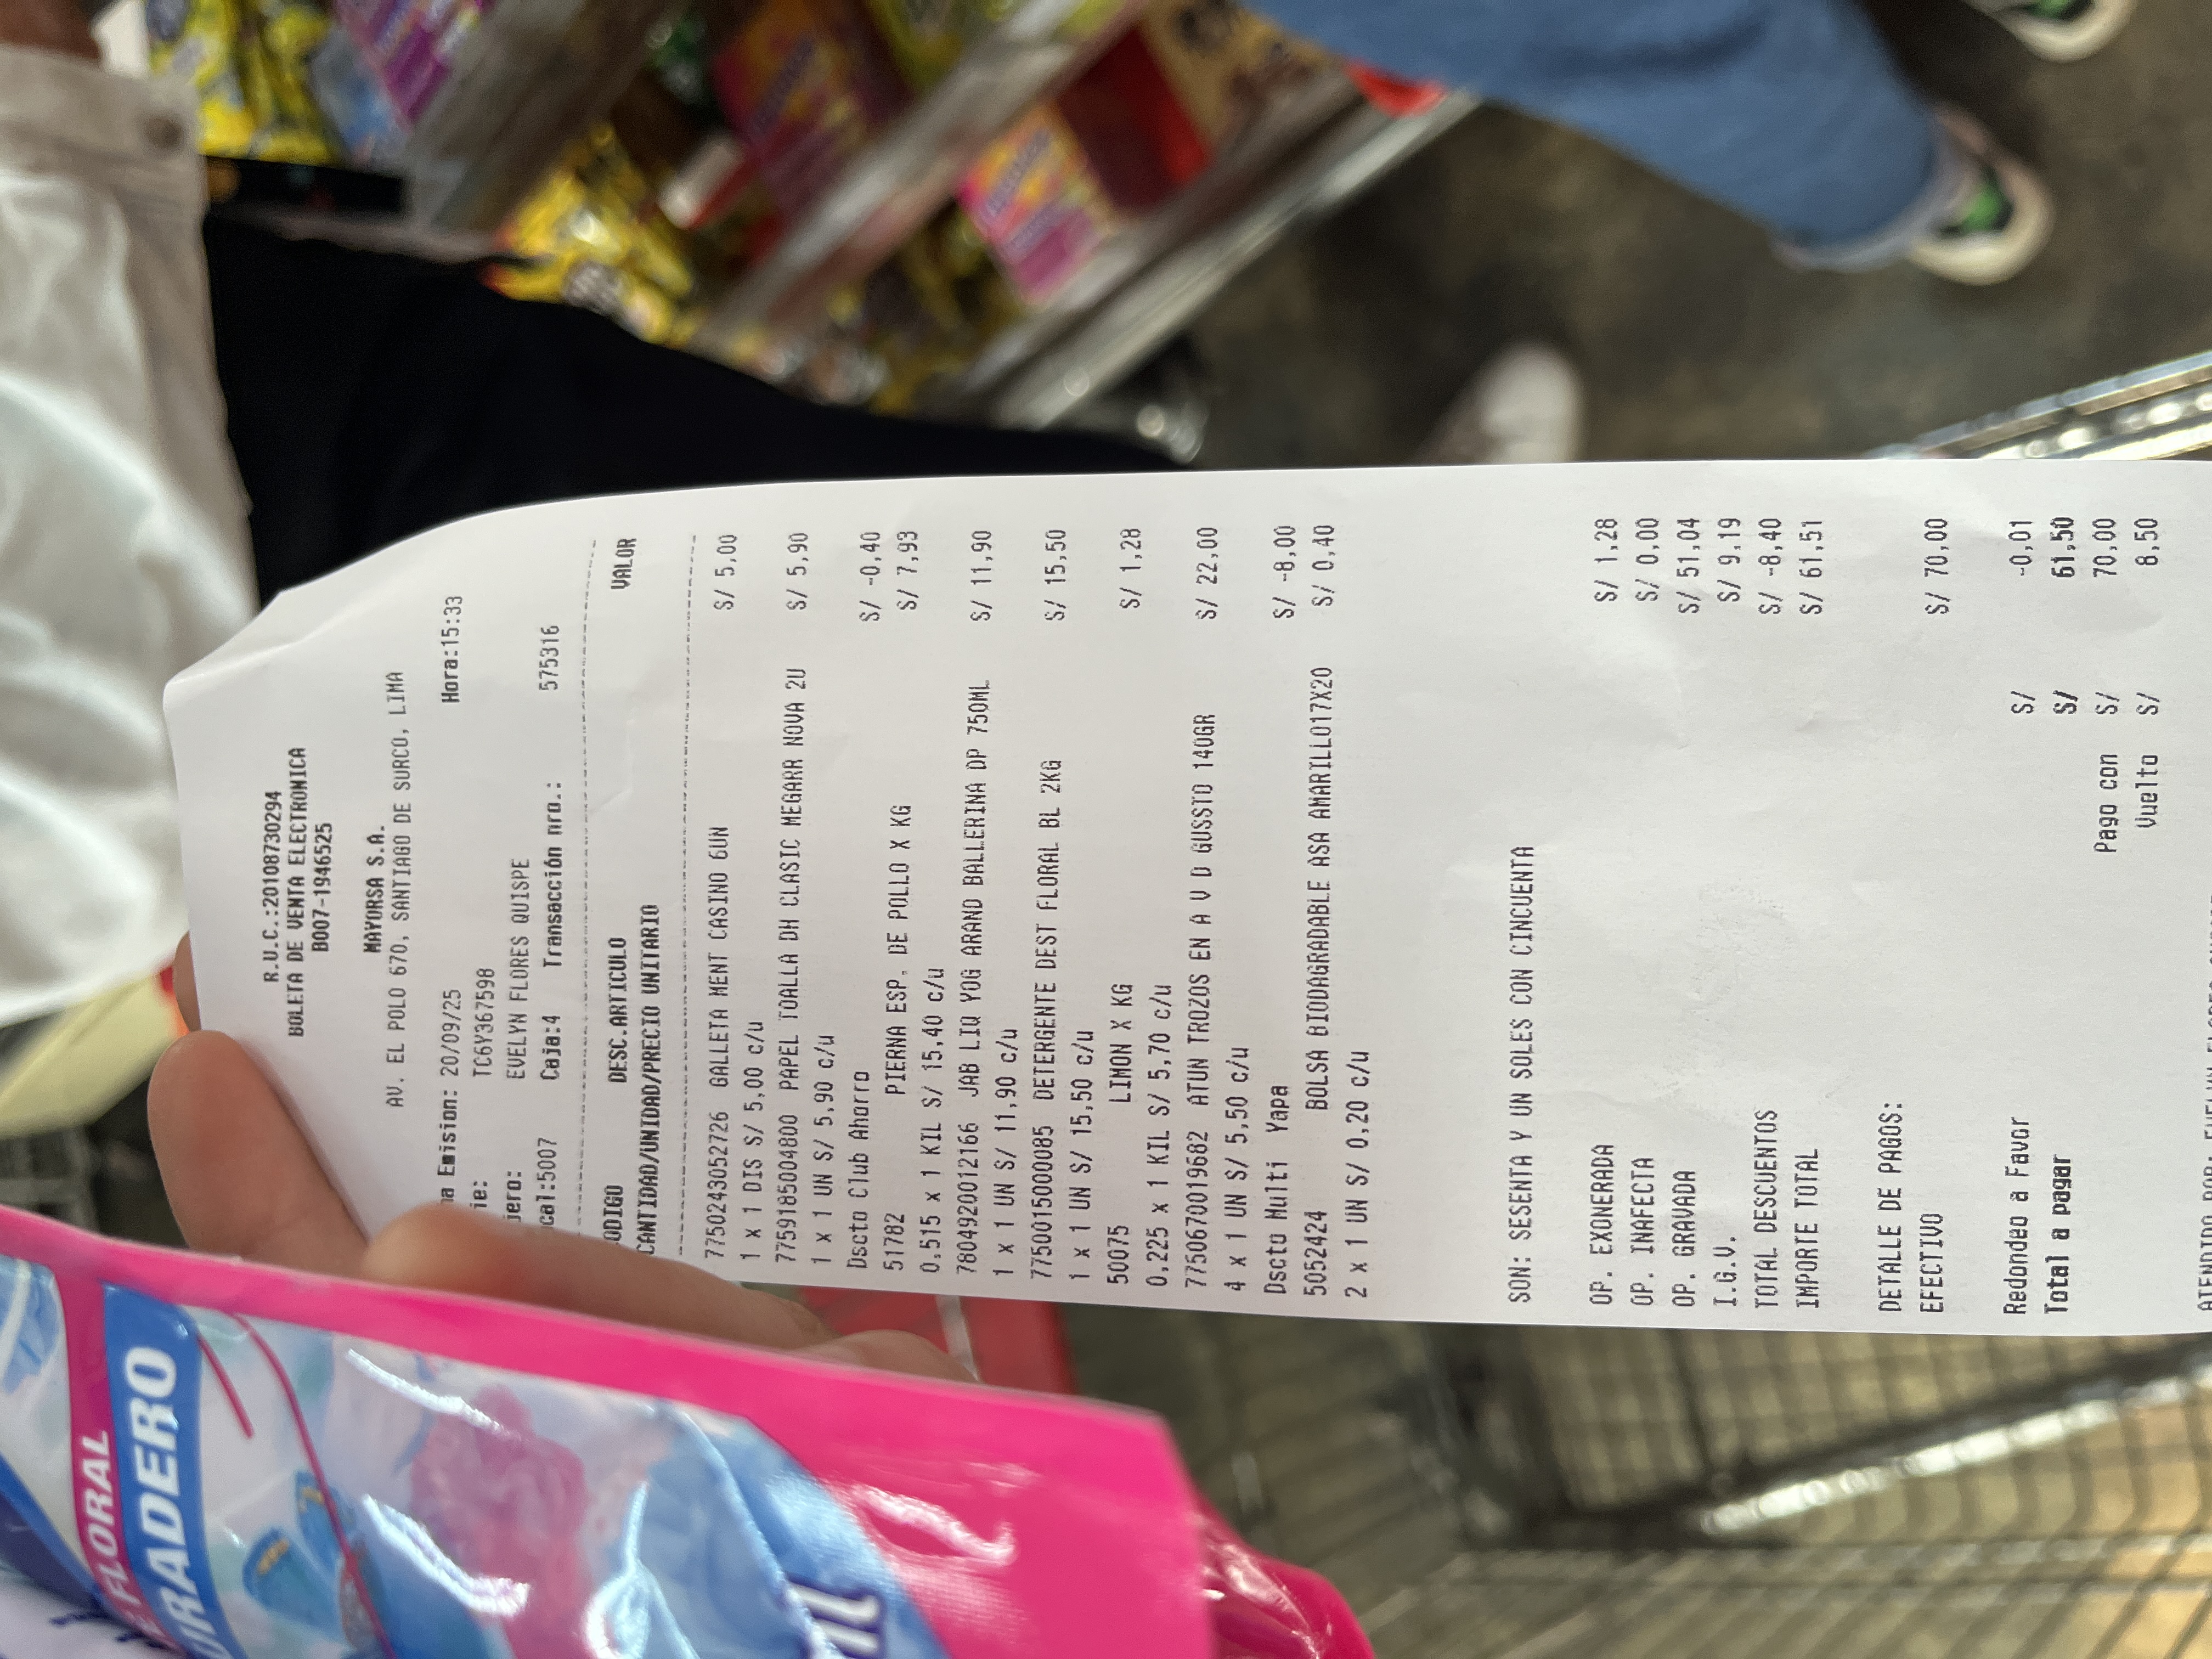 FLORAL
URADERO
R.U.C.:20108730294
BOLETA DE VENTA ELECTRONICA
B007-1946525
MAYORSA S.A.
AV. EL POLO 670, SANTIAGO DE SURCO, LIMA
Emision: 20/09/25 Hora:15:33
TC6Y367598
EVELYN FLORES QUISPE
cal:5007 Caja:4 Transacción nro.: 575316
ODIGO DESC.ARTICULO VALOR
CANTIDAD/UNIDAD/PRECIO UNITARIO
7750243052726 GALLETA MENT CASINO 6UN S/ 5,00
1 x 1 DIS S/ 5,00 c/u
7759185004800 PAPEL TOALLA DH CLASIC MEGARR NOVA 2U S/ 5,90
1 x 1 UN S/ 5,90 c/u
Dscto Club Ahorro S/ -0,40
51782 PIERNA ESP. DE POLLO X KG S/ 7,93
0,515 x 1 KIL S/ 15,40 c/u
7804920012166 JAB LIQ YOG ARAND BALLERINA DP 750ML S/ 11,90
1 x 1 UN S/ 11,90 c/u
7750015000085 DETERGENTE DEST FLORAL BL 2KG S/ 15,50
1 x 1 UN S/ 15,50 c/u
50075 LIMON X KG S/ 1,28
0,225 x 1 KIL S/ 5,70 c/u
7750670019682 ATUN TROZOS EN A V D GUSSTO 140GR S/ 22,00
4 x 1 UN S/ 5,50 c/u
Dscto Multi Yapa S/ -8,00
5052424 BOLSA BIODAGRADABLE ASA AMARILLO17X20 S/ 0,40
2 x 1 UN S/ 0,20 c/u
SON: SESENTA Y UN SOLES CON CINCUENTA
OP. EXONERADA S/ 1,28
OP. INAFECTA S/ 0,00
OP. GRAVADA S/ 51,04
I.G.V. S/ 9,19
TOTAL DESCUENTOS S/ -8,40
IMPORTE TOTAL S/ 61,51
DETALLE DE PAGOS:
EFECTIVO S/ 70,00
Redondeo a Favor S/ -0,01
Total a pagar S/ 61,50
Pago con S/ 70,00
Vuelto S/ 8,50